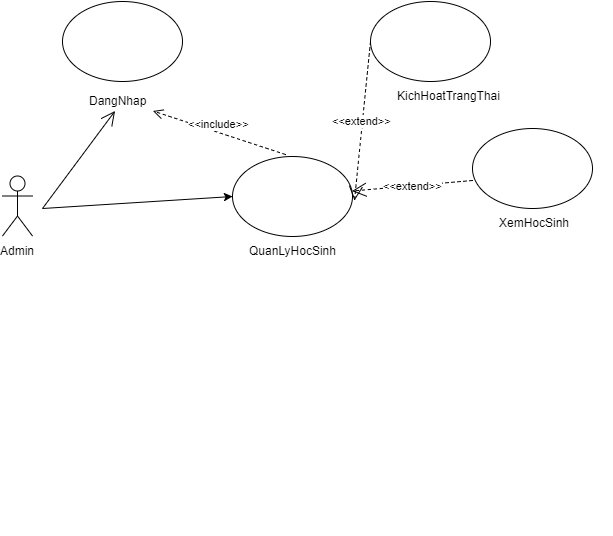 DangNhap
KichHoatTrangThai
<<include>>
<<extend>>
<<extend>>
XemHocSinh
Admin
QuanLyHocSinh